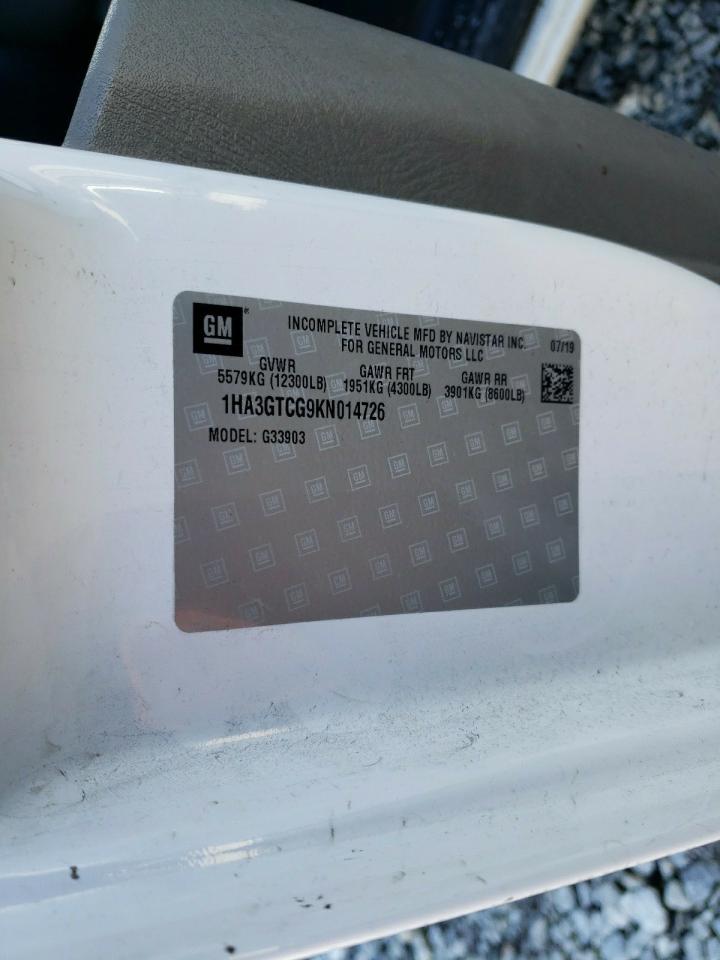 GM
INCOMPLETE VEHICLE MFD BY NAVISTAR INC. 07/19
FOR GENERAL MOTORS LLC
GVWR GAWR FRT GAWR RR
5579KG (12300LB) 1951KG (4300LB) 3901KG (8600LB)
1HA3GTCG9KN014726
MODEL: G33903